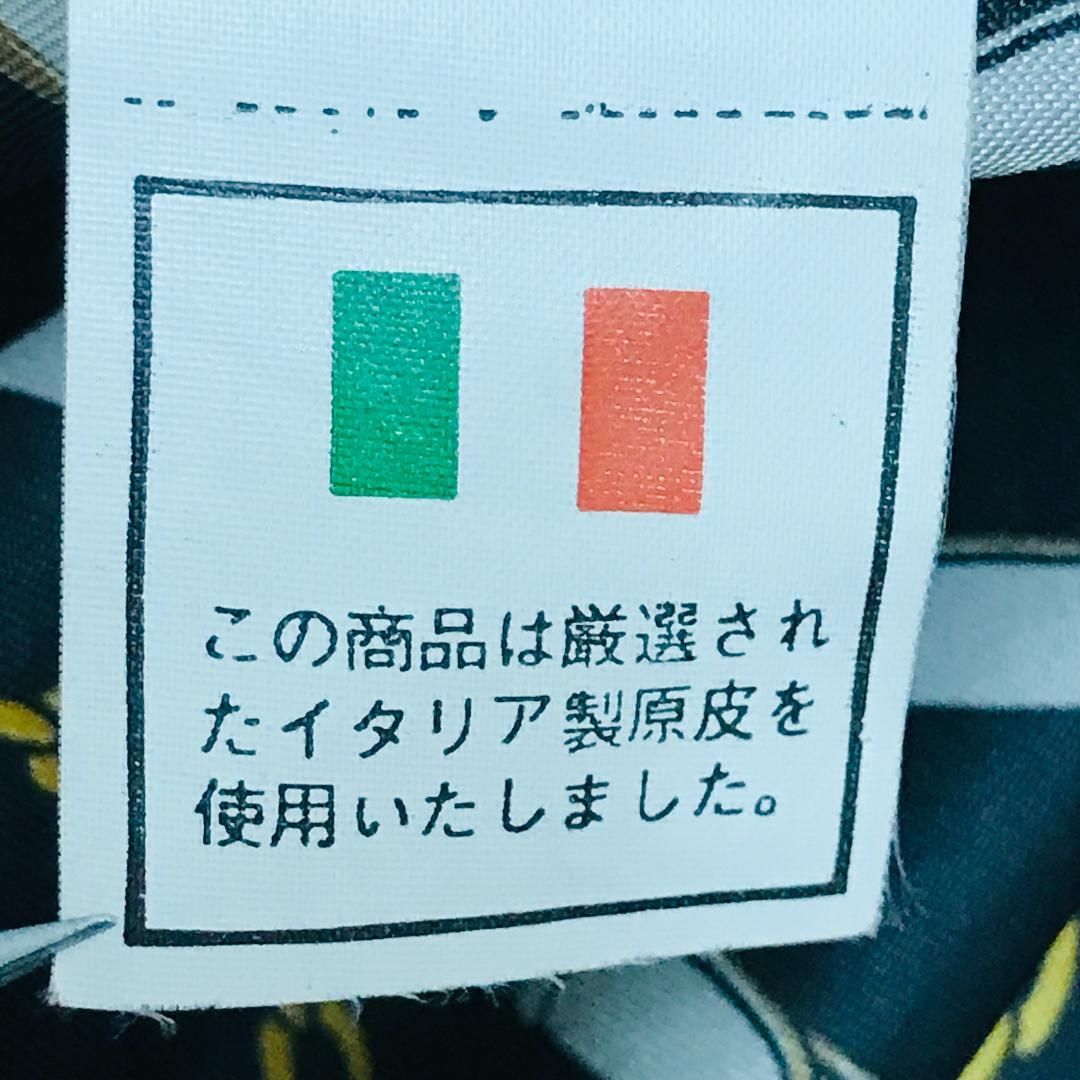 この商品は厳選され
たイタリア製原皮を
使用いたしました。